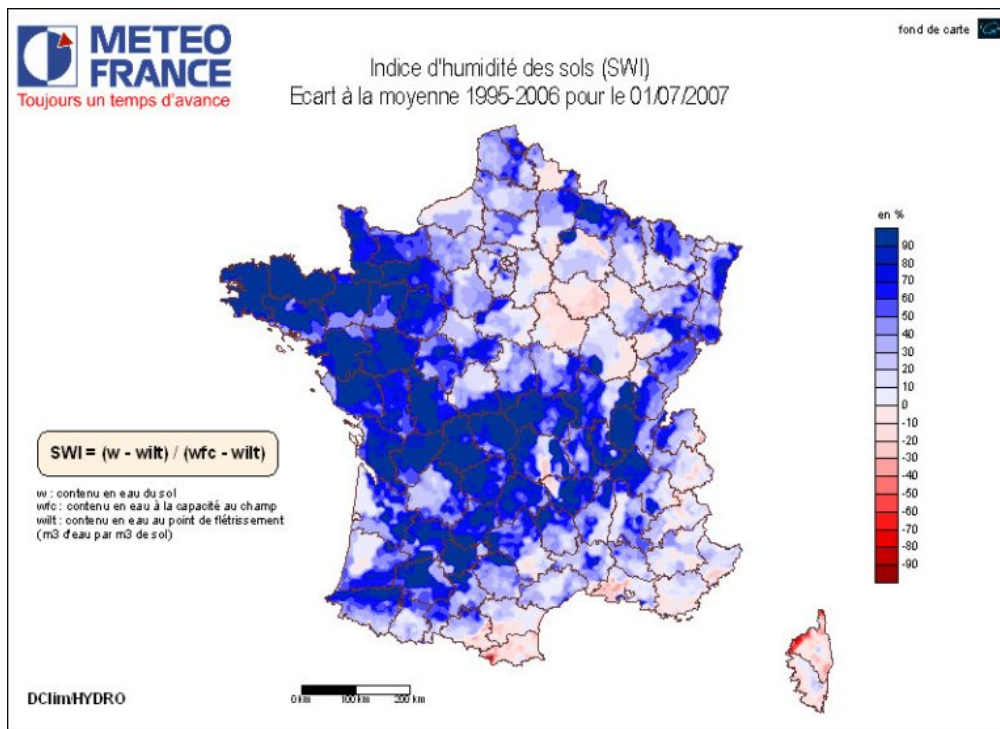 METEO
FRANCE
Toujours un temps d'avance
fond de carte
Indice d'humidité des sols (SWI)
Ecart à la moyenne 1995-2006 pour le 01/07/2007
en %
90
80
70
60
50
40
30
20
10
0
-10
-20
-30
-40
-50
-60
-70
-80
-90
SWI = (w - wilt) / (wfc - wilt)
w : contenu en eau du sol
wfc : contenu en eau à la capacité au champ
wilt : contenu en eau au point de flétrissement
(m3 d'eau par m3 de sol)
DClim/HYDRO
0 km 100 km 200 km